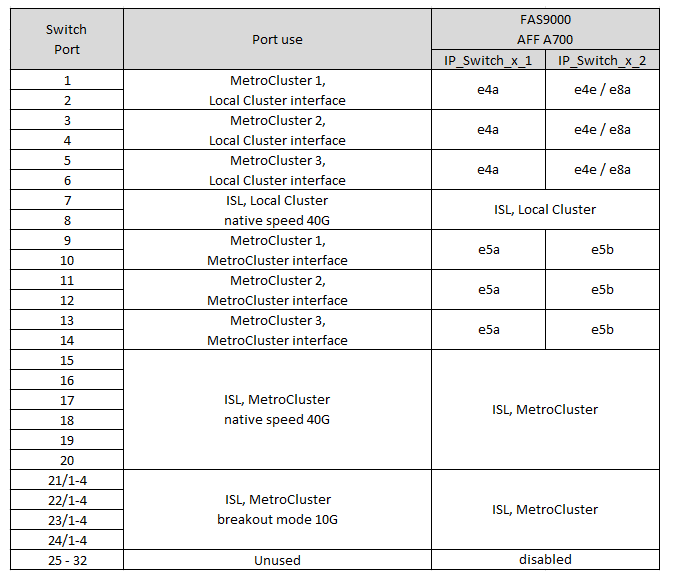 Switch
Port
Port use
FAS9000
AFF A700
IP_Switch_x_1
IP_Switch_x_2
1
2
MetroCluster 1,
Local Cluster interface
e4a
e4e / e8a
3
4
MetroCluster 2,
Local Cluster interface
e4a
e4e / e8a
5
6
MetroCluster 3,
Local Cluster interface
e4a
e4e / e8a
7
8
ISL, Local Cluster
native speed 40G
ISL, Local Cluster
9
10
MetroCluster 1,
MetroCluster interface
e5a
e5b
11
12
MetroCluster 2,
MetroCluster interface
e5a
e5b
13
14
MetroCluster 3,
MetroCluster interface
e5a
e5b
15
16
17
18
19
20
ISL, MetroCluster
native speed 40G
ISL, MetroCluster
21/1-4
22/1-4
23/1-4
24/1-4
ISL, MetroCluster
breakout mode 10G
ISL, MetroCluster
25 - 32
Unused
disabled